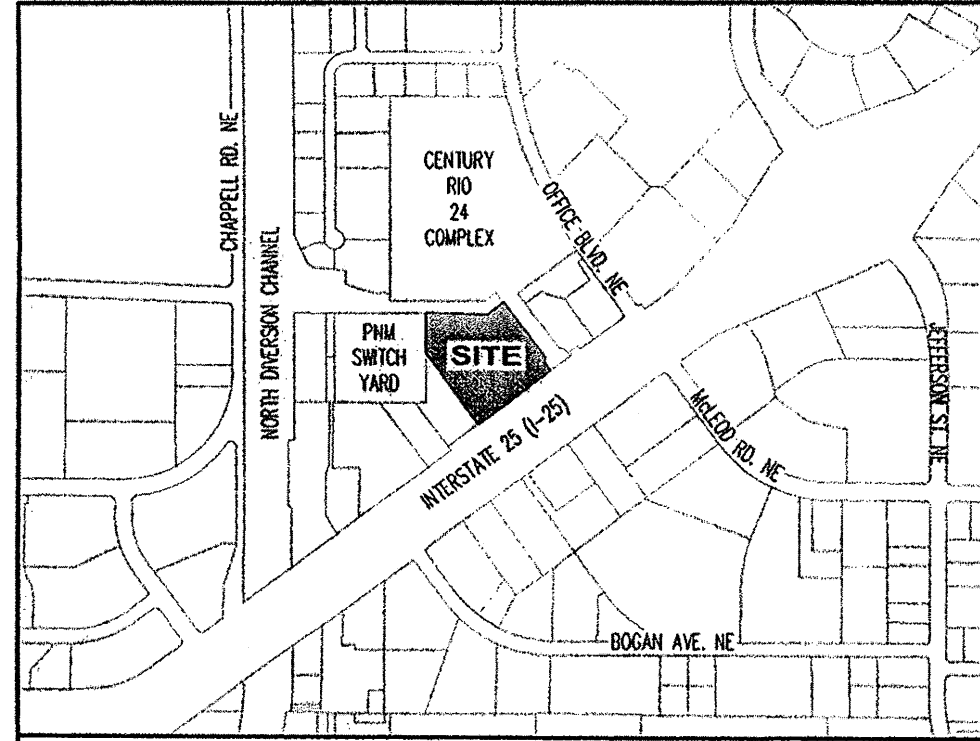 CHAPPELL RD. NE
NORTH DIVISION CHANNEL
CENTURY
RIO
24
COMPLEX
OFFICE BLVD. NE
PNM
SWITCH
YARD
SITE
INTERSTATE 25 (I-25)
McLEOD RD. NE
JEFFERSON ST. NE
BOGAN AVE. NE